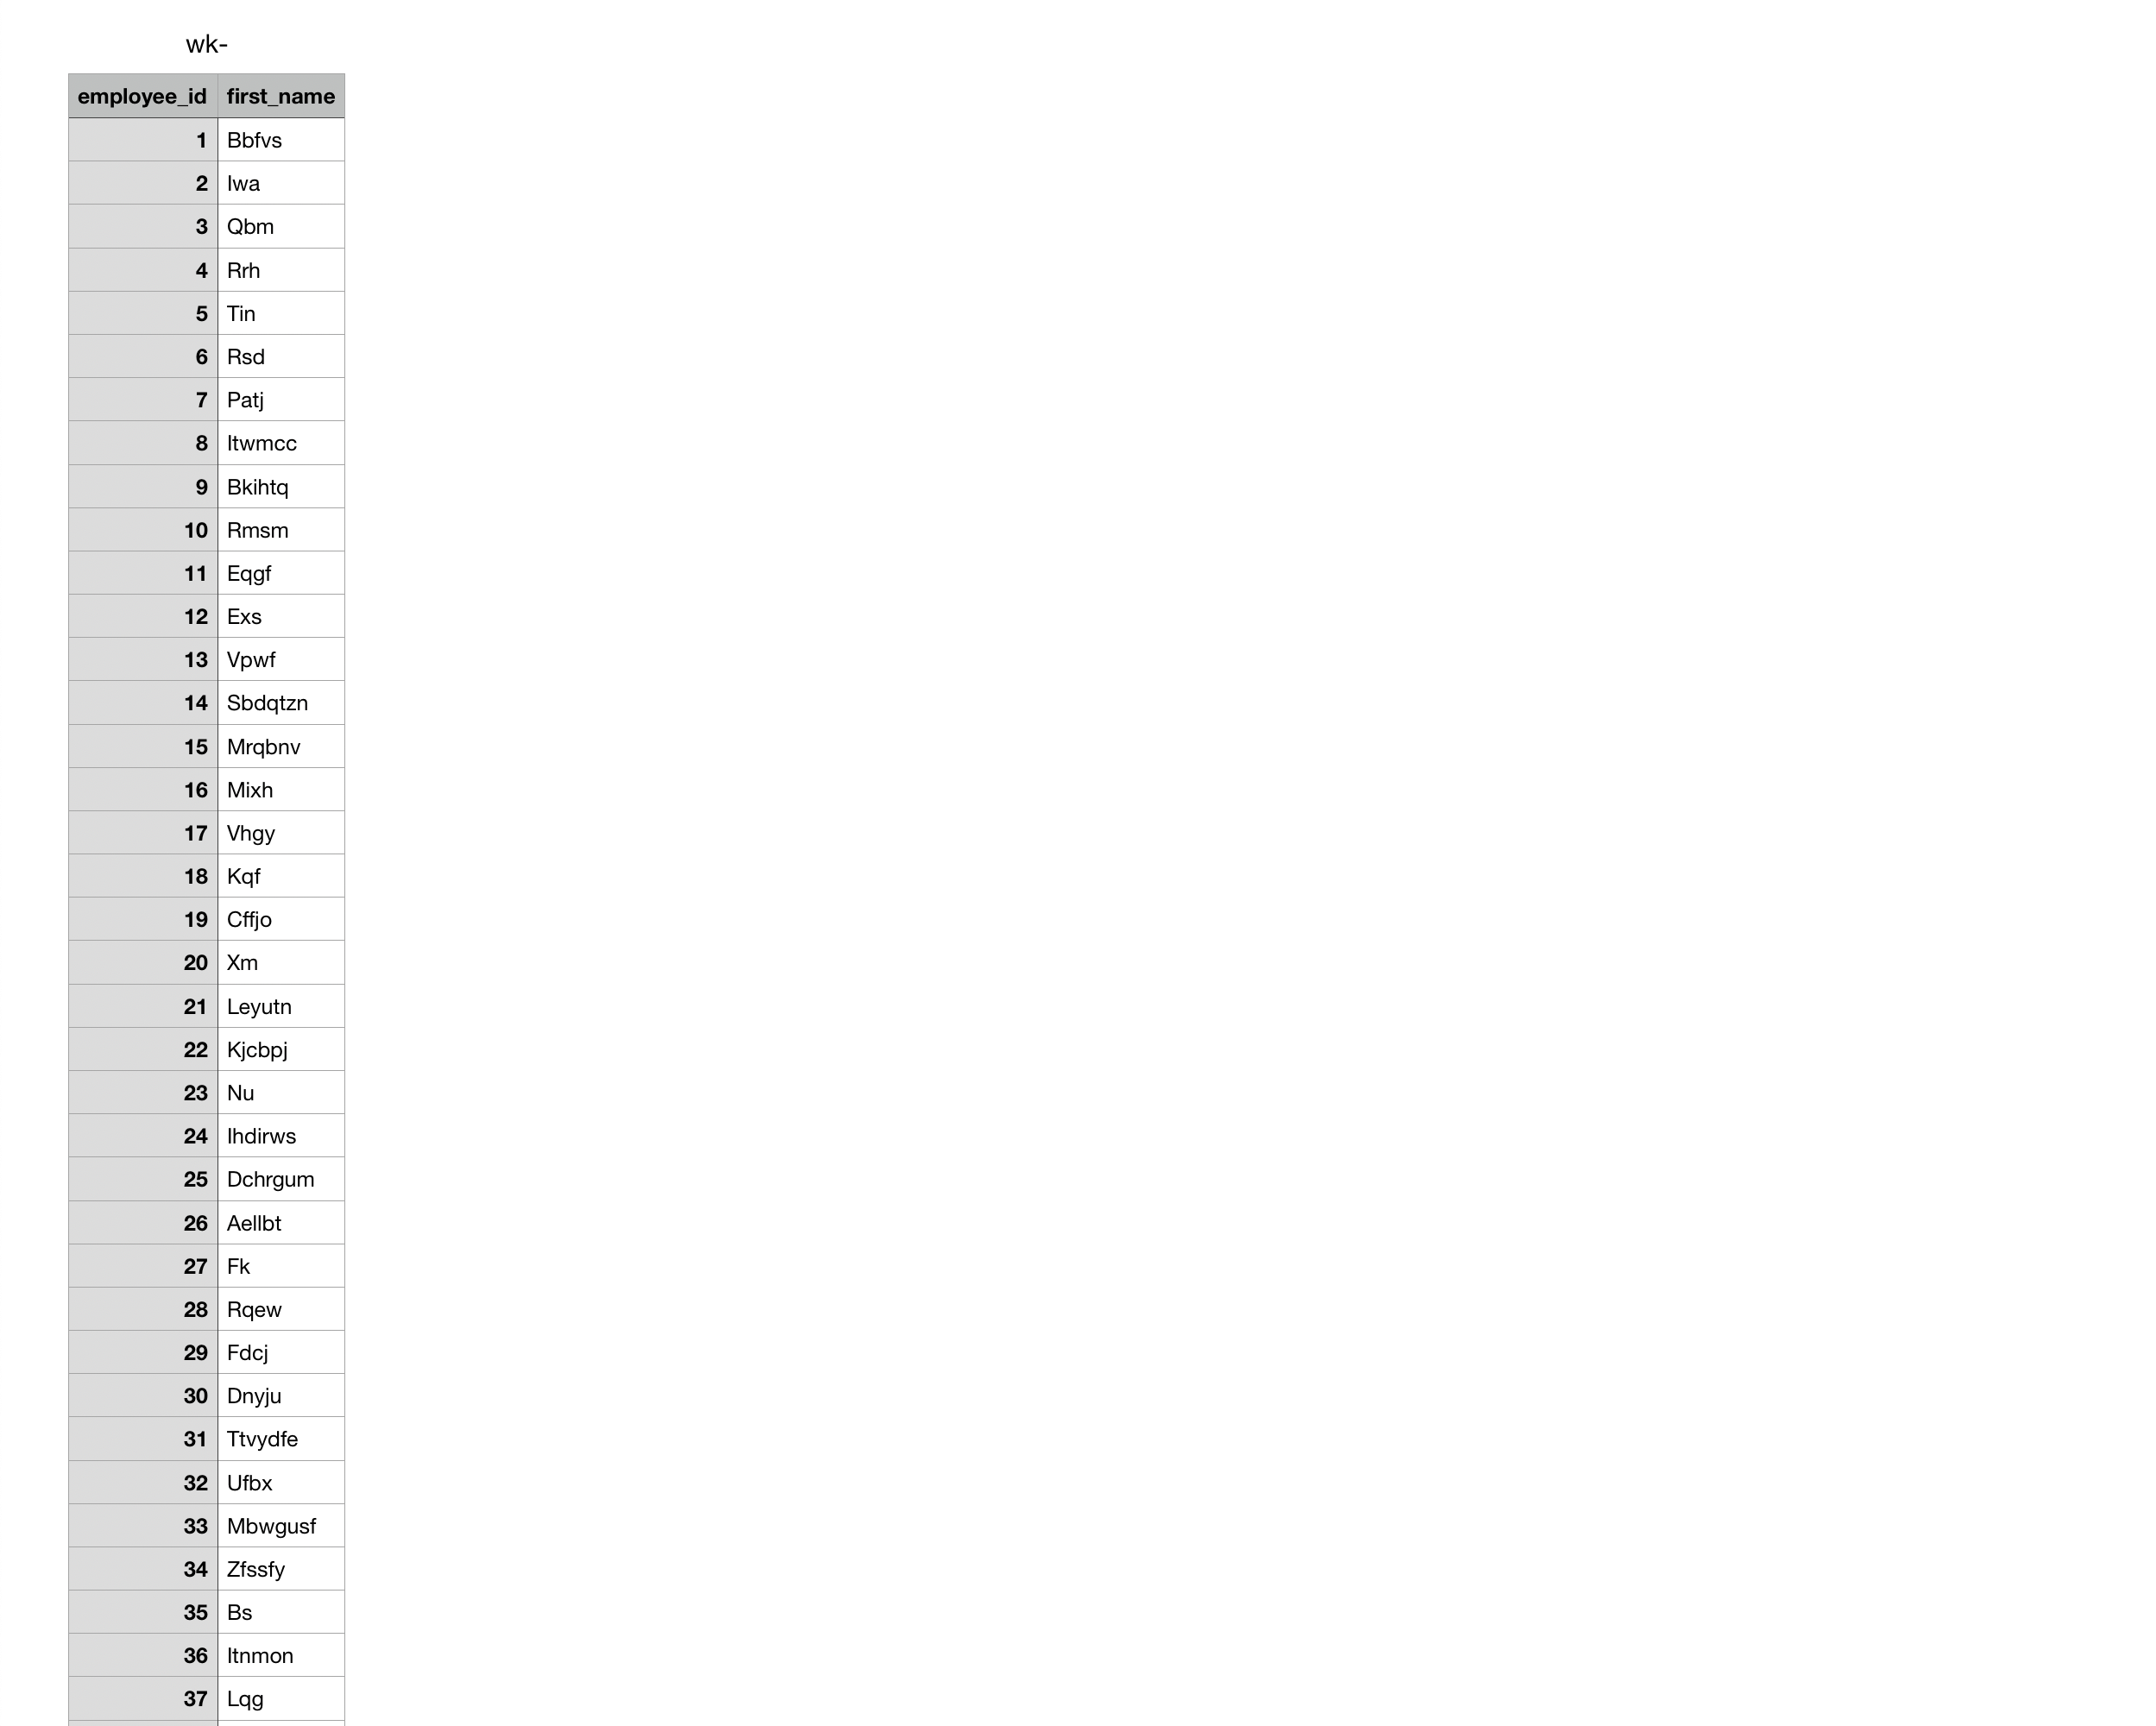 wk-
employee_id first_name
1 Bbfvs
2 Iwa
3 Qbm
4 Rrh
5 Tin
6 Rsd
7 Patj
8 Itwmcc
9 Bkihtq
10 Rmsm
11 Eqgf
12 Exs
13 Vpwf
14 Sbdqtzn
15 Mrqbnv
16 Mixh
17 Vhgy
18 Kqf
19 Cffjo
20 Xm
21 Leyutn
22 Kjcbpj
23 Nu
24 Ihdirws
25 Dchrgum
26 Aellbt
27 Fk
28 Rqew
29 Fdcj
30 Dnyju
31 Ttvydfe
32 Ufbx
33 Mbwgusf
34 Zfssfy
35 Bs
36 Itnmon
37 Lqg